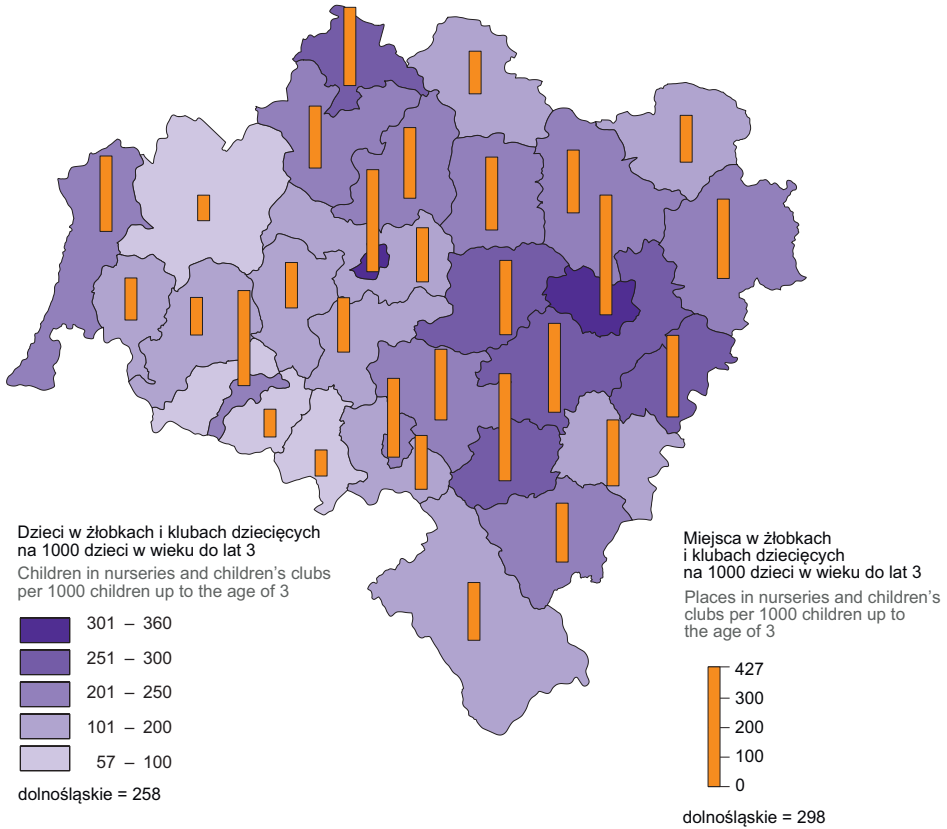 Dzieci w żłobkach i klubach dziecięcych
na 1000 dzieci w wieku do lat 3
Children in nurseries and children's clubs
per 1000 children up to the age of 3
301 – 360
251 – 300
201 – 250
101 – 200
57 – 100
dolnośląskie = 258
Miejsca w żłobkach
i klubach dziecięcych
na 1000 dzieci w wieku do lat 3
Places in nurseries and children's
clubs per 1000 children up to
the age of 3
427
300
200
100
0
dolnośląskie = 298